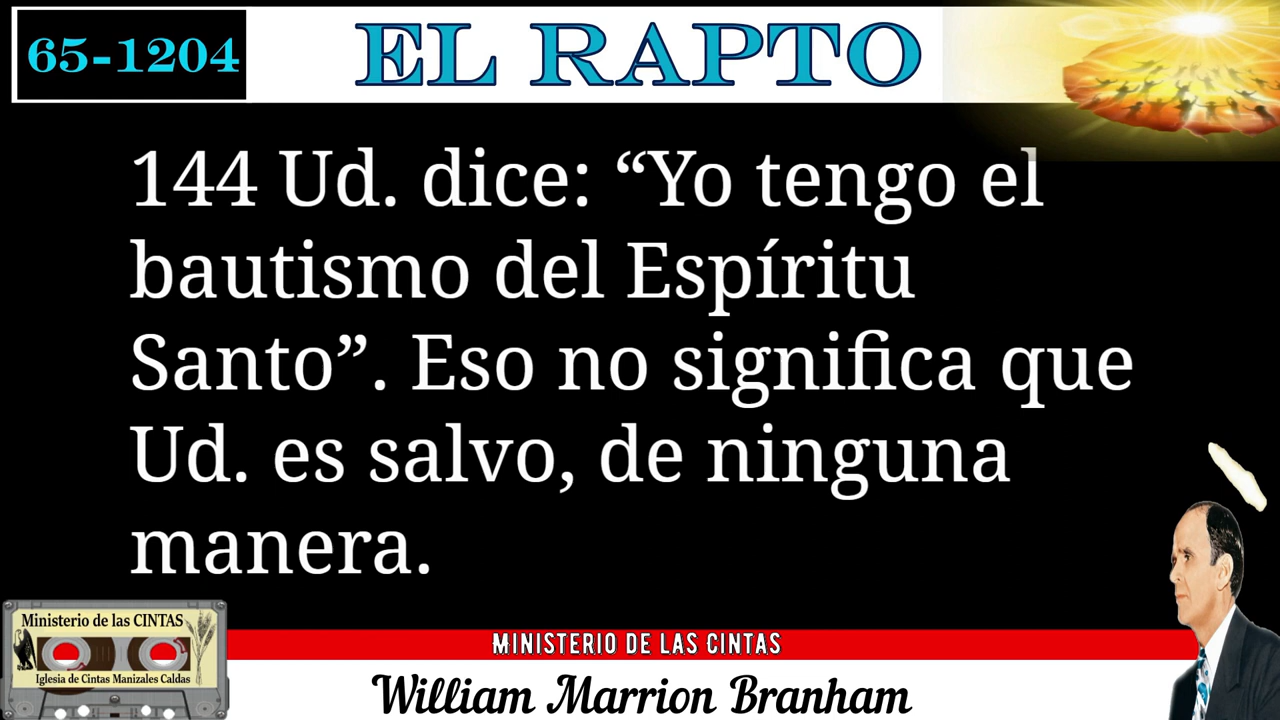 65-1204
EL RAPTO
144 Ud. dice: “Yo tengo el
bautismo del Espíritu
Santo”. Eso no significa que
Ud. es salvo, de ninguna
manera.
Ministerio de las CINTAS
Iglesia de Cintas Manizales Caldas
MINISTERIO DE LAS CINTAS
William Marrion Branham